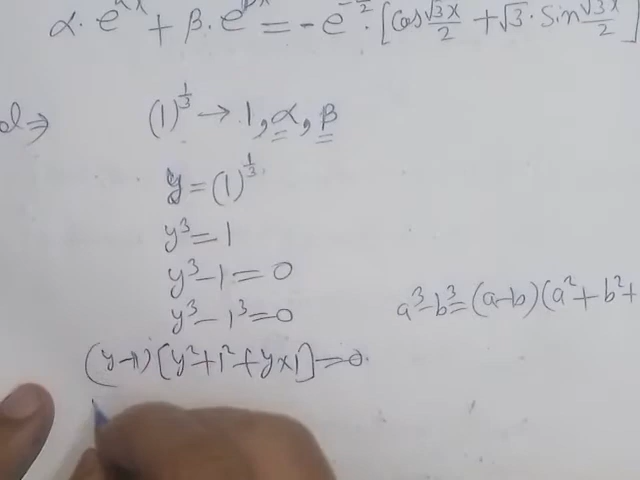 α·e^{αx} + β·e^{βx} = -e^{-x/2}·[Cos √3x/2 + √3·Sin √3x/2]
(1)^{1/3} → 1, α, β
y = (1)^{1/3}
y³ = 1
y³-1 = 0
y³-1³=0
a³-b³=(a-b)(a²+b²+
(y-1)[y²+1²+y×1]=0